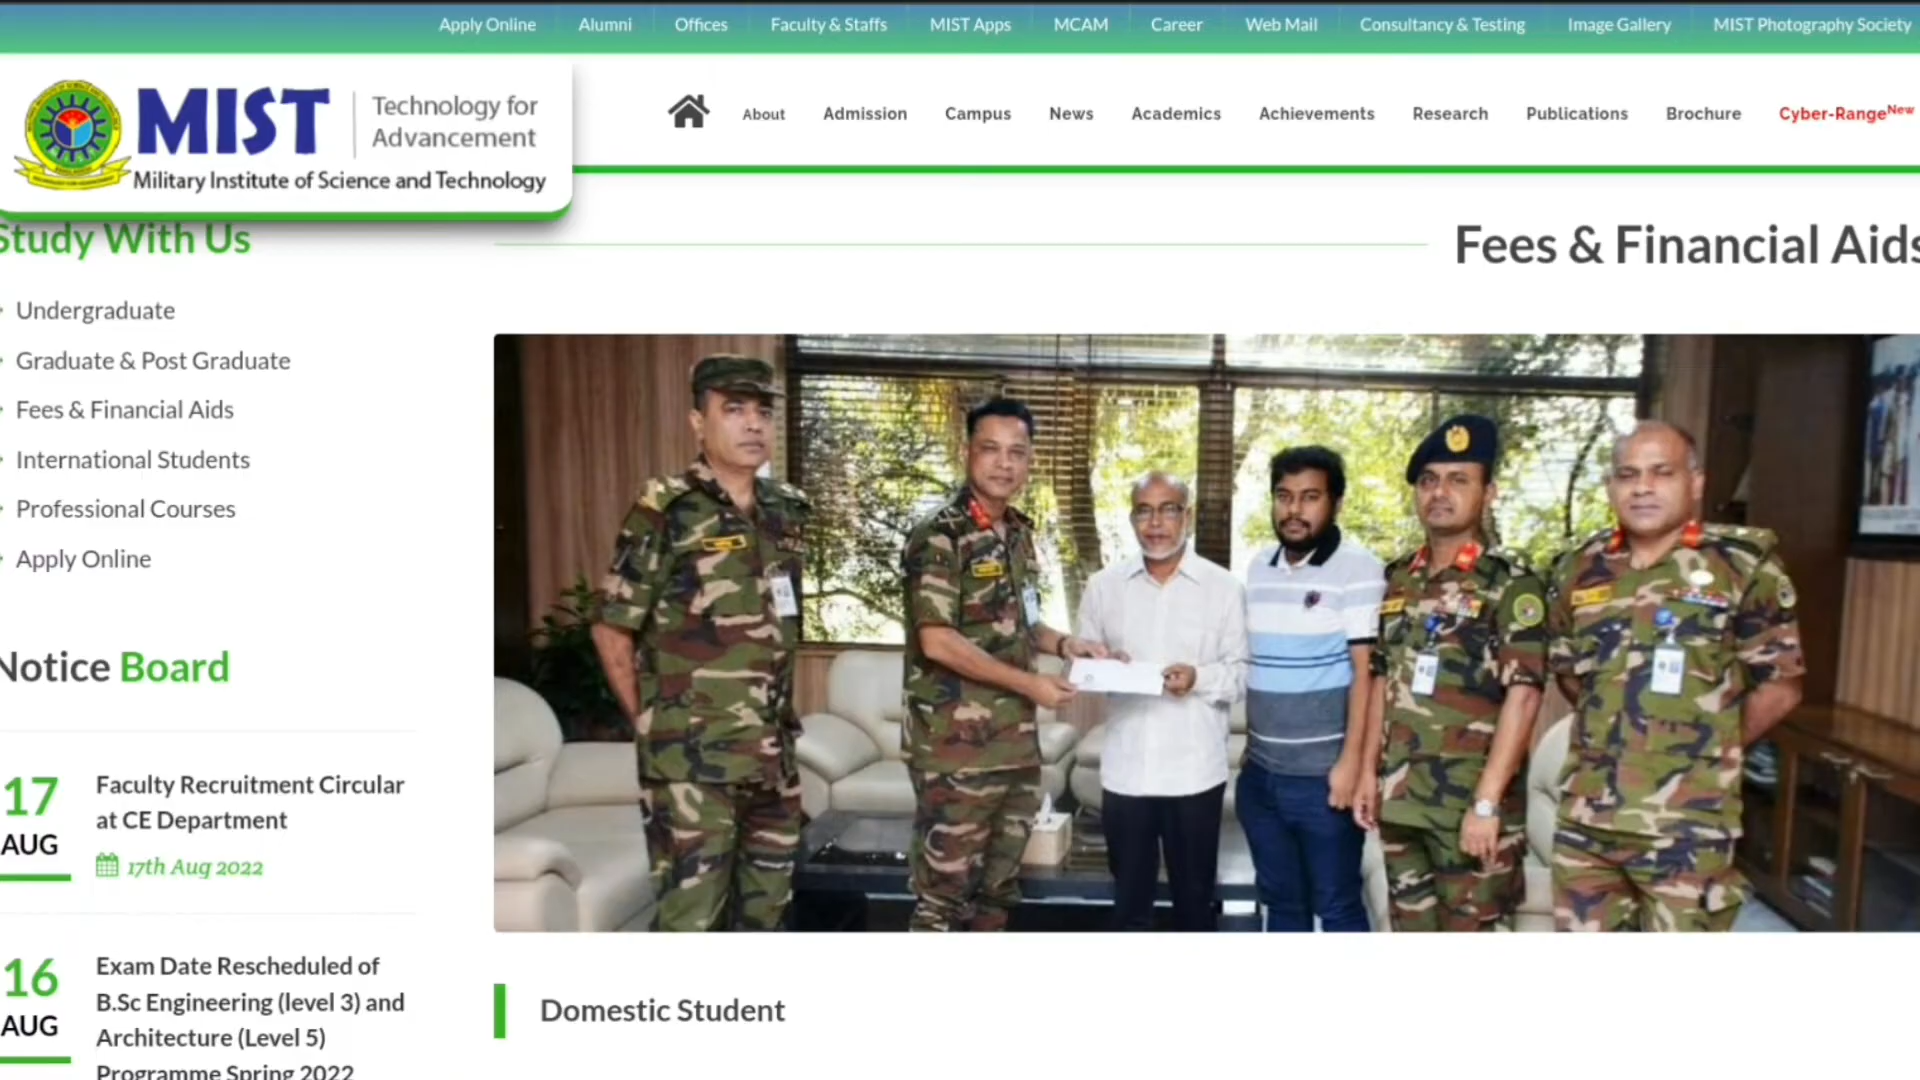 Apply Online
Alumni
Offices
Faculty & Staffs
MIST Apps
MCAM
Career
Web Mail
Consultancy & Testing
Image Gallery
MIST Photography Society
MIST
Technology for
Advancement
Military Institute of Science and Technology
About
Admission
Campus
News
Academics
Achievements
Research
Publications
Brochure
Cyber-Range New
Study With Us
Undergraduate
Graduate & Post Graduate
Fees & Financial Aids
International Students
Professional Courses
Apply Online
Fees & Financial Aids
Notice Board
17
AUG
Faculty Recruitment Circular
at CE Department
17th Aug 2022
16
AUG
Exam Date Rescheduled of
B.Sc Engineering (level 3) and
Architecture (Level 5)
Programme Spring 2022
Domestic Student